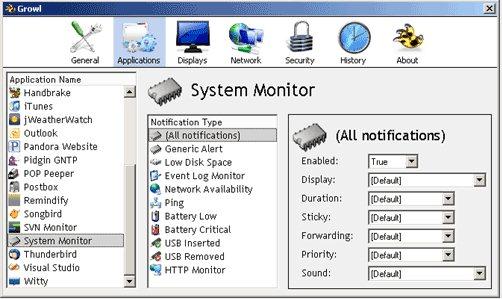 Growl
General
Applications
Displays
Network
Security
History
About
Application Name
Handbrake
iTunes
jWeatherWatch
Outlook
Pandora Website
Pidgin GNTP
POP Peeper
Postbox
Remindify
Songbird
SVN Monitor
System Monitor
Thunderbird
Visual Studio
Witty
System Monitor
Notification Type
(All notifications)
Generic Alert
Low Disk Space
Event Log Monitor
Network Availability
Ping
Battery Low
Battery Critical
USB Inserted
USB Removed
HTTP Monitor
(All notifications)
Enabled: True
Display: [Default]
Duration: [Default]
Sticky: [Default]
Forwarding: [Default]
Priority: [Default]
Sound: [Default]